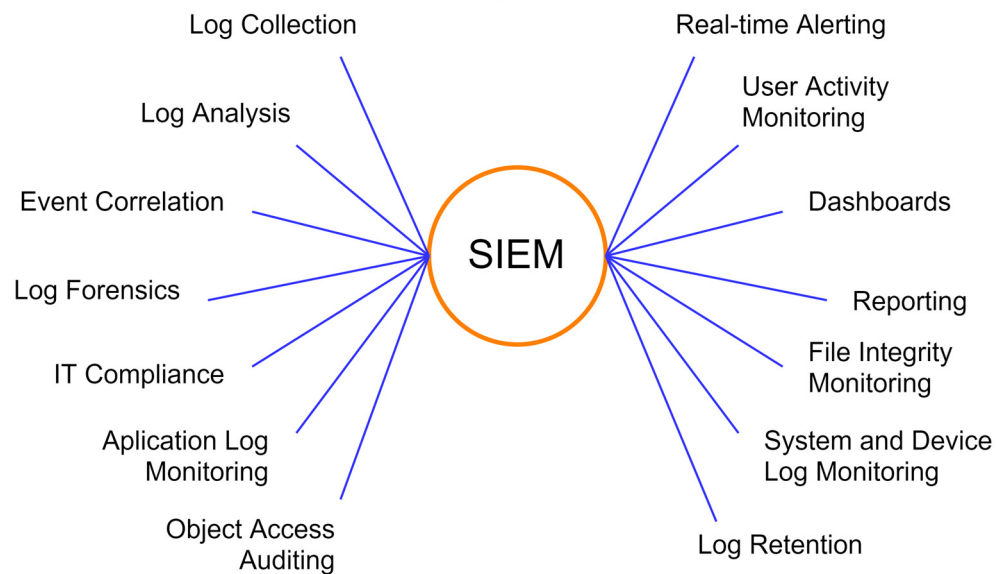 Log Collection
Log Analysis
Event Correlation
Log Forensics
IT Compliance
Aplication Log
Monitoring
Object Access
Auditing
SIEM
Real-time Alerting
User Activity
Monitoring
Dashboards
Reporting
File Integrity
Monitoring
System and Device
Log Monitoring
Log Retention